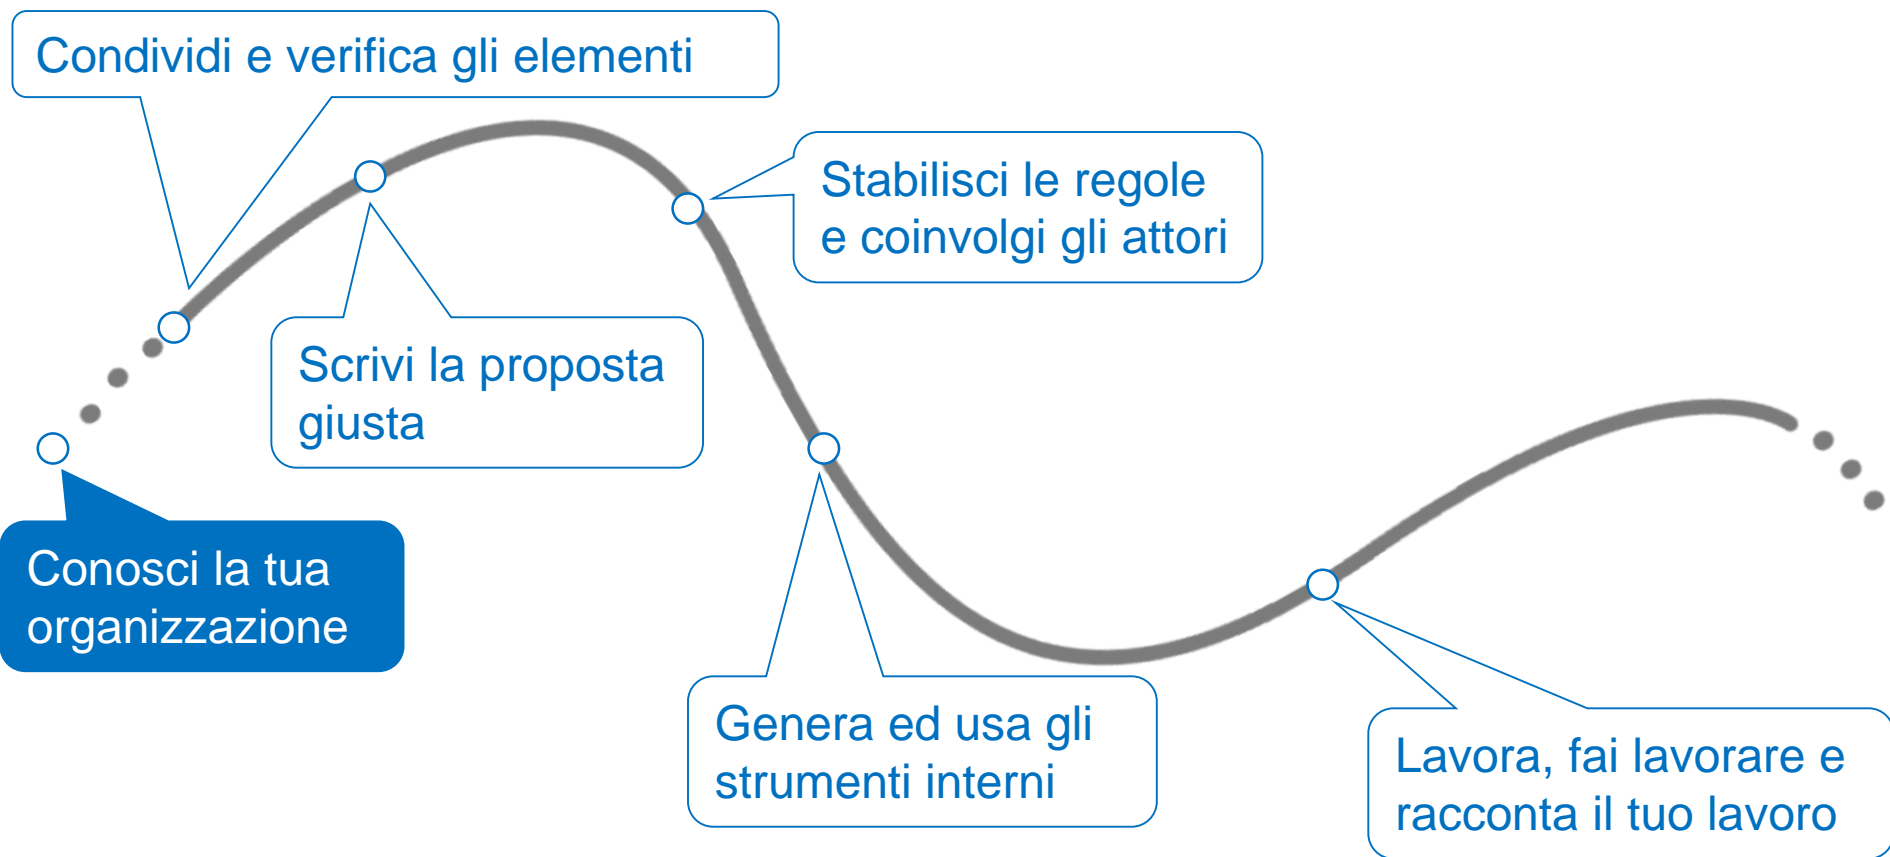 Condividi e verifica gli elementi
Stabilisci le regole
e coinvolgi gli attori
Scrivi la proposta
giusta
Conosci la tua
organizzazione
Genera ed usa gli
strumenti interni
Lavora, fai lavorare e
racconta il tuo lavoro